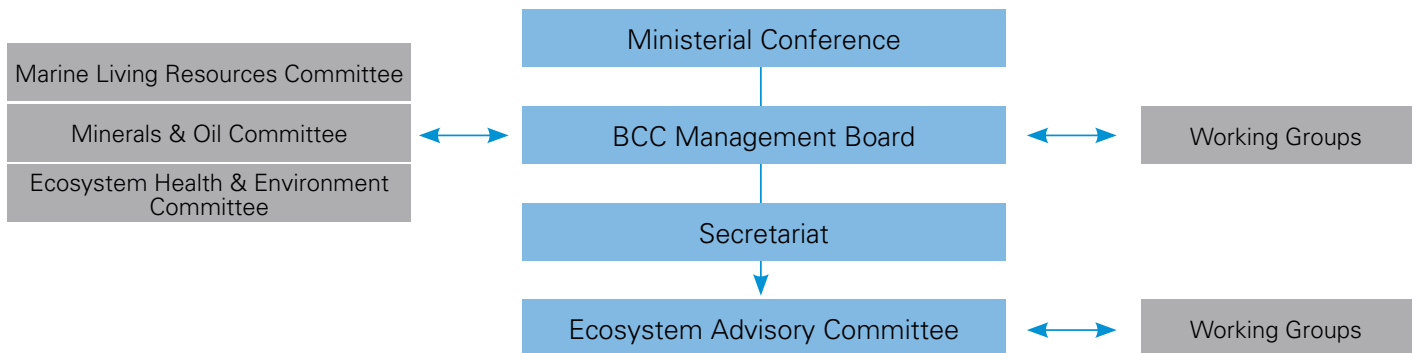 Ministerial Conference
Marine Living Resources Committee
Minerals & Oil Committee
BCC Management Board
Working Groups
Ecosystem Health & Environment
Committee
Secretariat
Ecosystem Advisory Committee
Working Groups